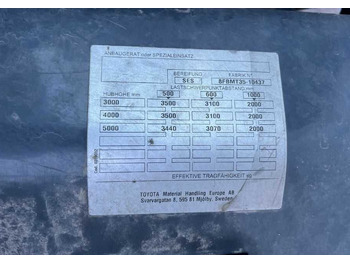 ANBAUGERÄT oder SPEZIALEINSATZ
BEREIFUNG FABRIK N°
SES 8FBMT35-10437
LASTSCHWERPUNKTABSTAND mm
HUBHÖHE mm 500 600 1000
3000 3500 3100 2000
4000 3500 3100 2000
5000 3440 3070 2000
EFFEKTIVE TRAGFÄHIGKEIT kg
TOYOTA Material Handling Europe AB
Svarvargatan 8, 595 81 Mjölby, Sweden